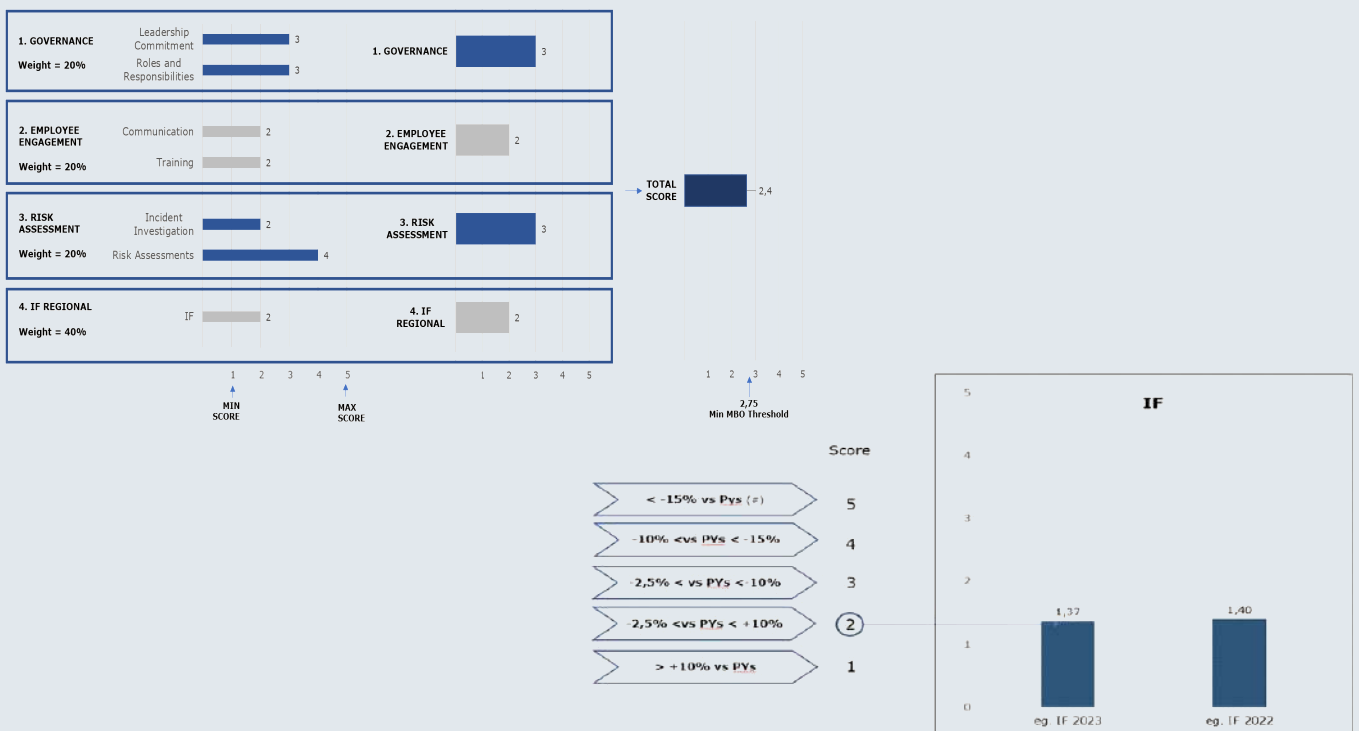 1. GOVERNANCE
Weight = 20%
Leadership
Commitment
3
Roles and
Responsibilities
3
1. GOVERNANCE
3
2. EMPLOYEE
ENGAGEMENT
Weight = 20%
Communication
2
Training
2
2. EMPLOYEE
ENGAGEMENT
2
3. RISK
ASSESSMENT
Weight = 20%
Incident
Investigation
2
Risk Assessments
4
3. RISK
ASSESSMENT
3
4. IF REGIONAL
Weight = 40%
IF
2
4. IF
REGIONAL
2
1 2 3 4 5
MIN
SCORE
MAX
SCORE
1 2 3 4 5
TOTAL
SCORE
2,4
1 2 3 4 5
2,75
Min MBO Threshold
Score
< -15% vs Pys (#) 5
-10% <vs PYs < -15% 4
-2,5% < vs PYs <-10% 3
-2,5% <vs PYs < +10% 2
> +10% vs PYs 1
IF
5
4
3
2
1
0
1,37
1,40
eg. IF 2023
eg. IF 2022